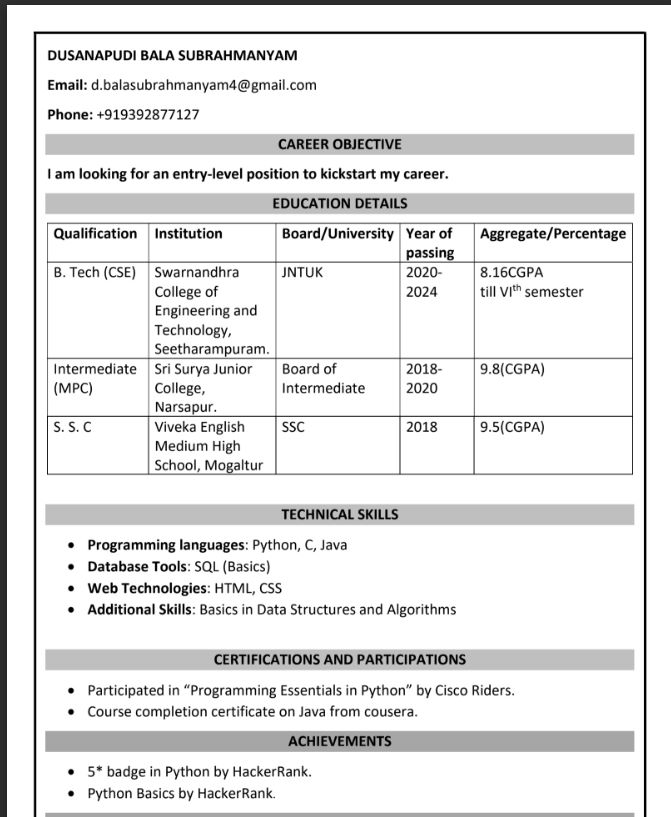 DUSANAPUDI BALA SUBRAHMANYAM
Email: d.balasubrahmanyam4@gmail.com
Phone: +919392877127
CAREER OBJECTIVE
I am looking for an entry-level position to kickstart my career.
EDUCATION DETAILS
Qualification Institution Board/University Year of passing Aggregate/Percentage
B. Tech (CSE) Swarnandhra College of Engineering and Technology, Seetharampuram. JNTUK 2020-2024 8.16CGPA till VIth semester
Intermediate (MPC) Sri Surya Junior College, Narsapur. Board of Intermediate 2018-2020 9.8(CGPA)
S. S. C Viveka English Medium High School, Mogaltur SSC 2018 9.5(CGPA)
TECHNICAL SKILLS
• Programming languages: Python, C, Java
• Database Tools: SQL (Basics)
• Web Technologies: HTML, CSS
• Additional Skills: Basics in Data Structures and Algorithms
CERTIFICATIONS AND PARTICIPATIONS
• Participated in “Programming Essentials in Python” by Cisco Riders.
• Course completion certificate on Java from cousera.
ACHIEVEMENTS
• 5* badge in Python by HackerRank.
• Python Basics by HackerRank.